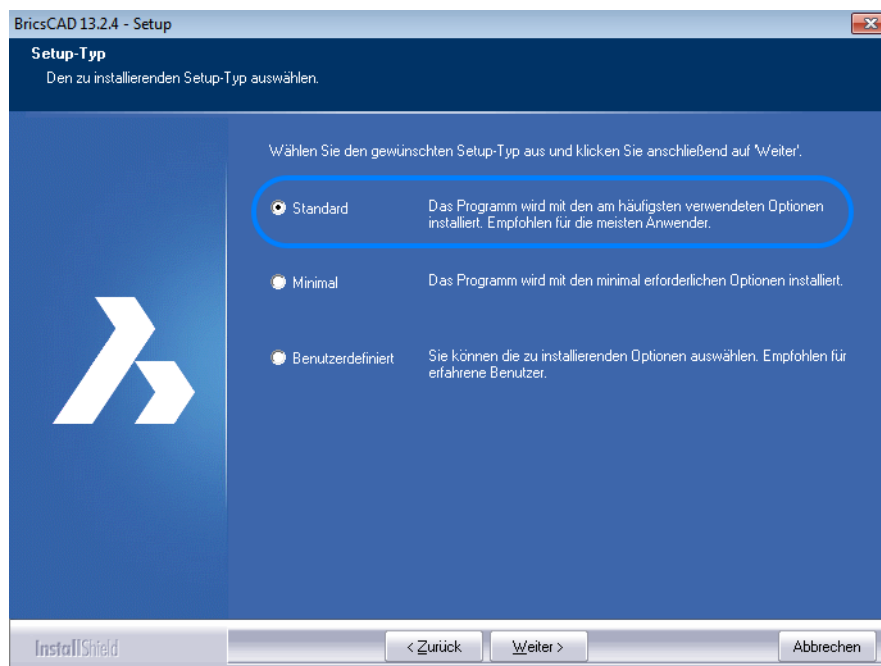 BricsCAD 13.2.4 - Setup
Setup-Typ
Den zu installierenden Setup-Typ auswählen.
Wählen Sie den gewünschten Setup-Typ aus und klicken Sie anschließend auf 'Weiter'.
Standard
Das Programm wird mit den am häufigsten verwendeten Optionen
installiert. Empfohlen für die meisten Anwender.
Minimal
Das Programm wird mit den minimal erforderlichen Optionen installiert.
Benutzerdefiniert
Sie können die zu installierenden Optionen auswählen. Empfohlen für
erfahrene Benutzer.
InstallShield
< Zurück
Weiter >
Abbrechen